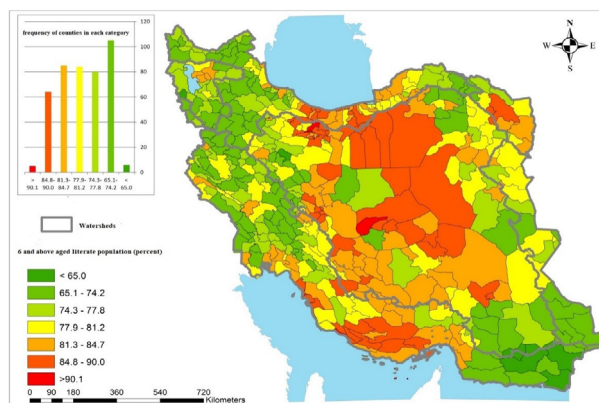 frequency of counties in each category
120
100
80
60
40
20
0
> 90.1
84.8- 90.0
81.3- 84.7
77.9- 81.2
74.3- 77.8
65.1- 74.2
< 65.0
N
W E
S
Watersheds
6 and above aged literate population (percent)
< 65.0
65.1 - 74.2
74.3 - 77.8
77.9 - 81.2
81.3 - 84.7
84.8 - 90.0
>90.1
0 90 180 360 540 720
Kilometers